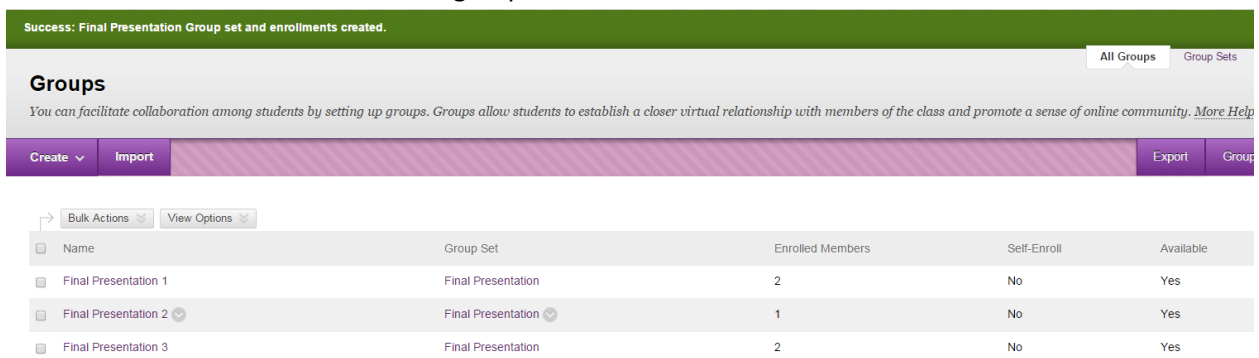 Success: Final Presentation Group set and enrollments created.
All Groups Group Sets
Groups
You can facilitate collaboration among students by setting up groups. Groups allow students to establish a closer virtual relationship with members of the class and promote a sense of online community. More Help
Create Import Export Group
Bulk Actions View Options
Name Group Set Enrolled Members Self-Enroll Available
Final Presentation 1 Final Presentation 2 No Yes
Final Presentation 2 Final Presentation 1 No Yes
Final Presentation 3 Final Presentation 2 No Yes